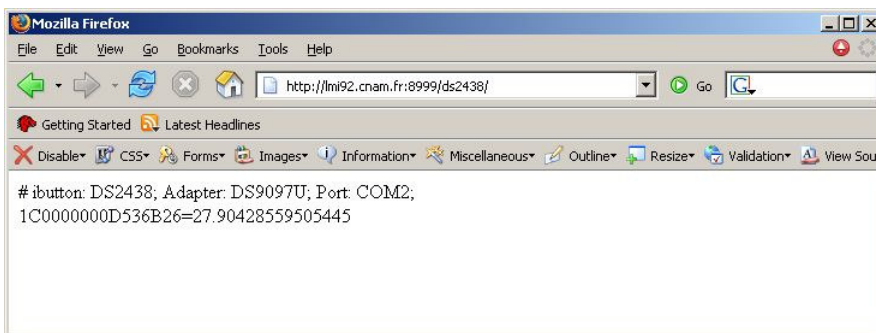 Mozilla Firefox
File Edit View Go Bookmarks Tools Help
http://lmi92.cnam.fr:8999/ds2438/ Go G
Getting Started Latest Headlines
Disable CSS Forms Images Information Miscellaneous Outline Resize Validation View Sou
# ibutton: DS2438; Adapter: DS9097U; Port: COM2;
1C0000000D536B26=27.90428559505445